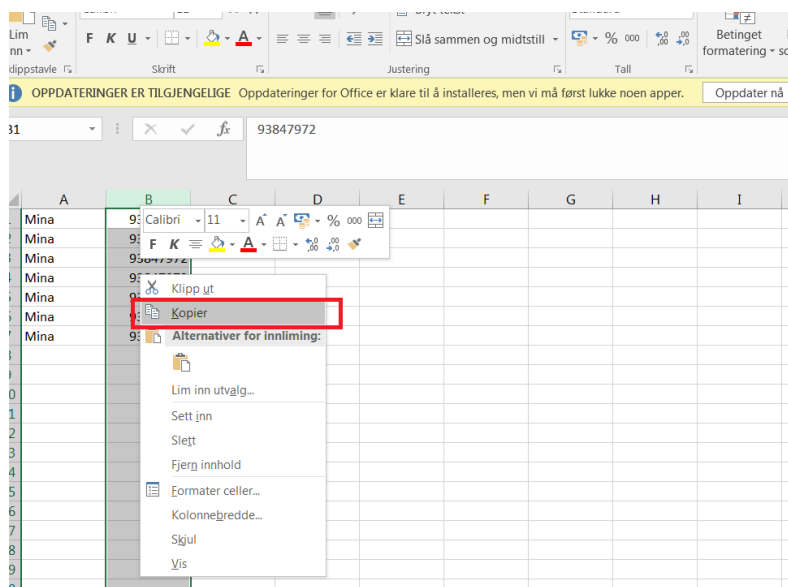 Lim
nn
F K U
A
Slå sammen og midtstill
% 000
Betinget
formatering
Skrift
Justering
Tall
OPPDATERINGER ER TILGJENGELIGE Oppdateringer for Office er klare til å installeres, men vi må først lukke noen apper.
Oppdater nå
fx
93847972
A B C D E F G H I
Mina
Calibri 11 A A % 000
Mina
F K A
Mina
93847972
Mina
Klipp ut
Mina
Mina
Kopier
Mina
Alternativer for innliming:
Lim inn utvalg...
Sett inn
Slett
Fjern innhold
Formater celler...
Kolonnebredde...
Skjul
Vis